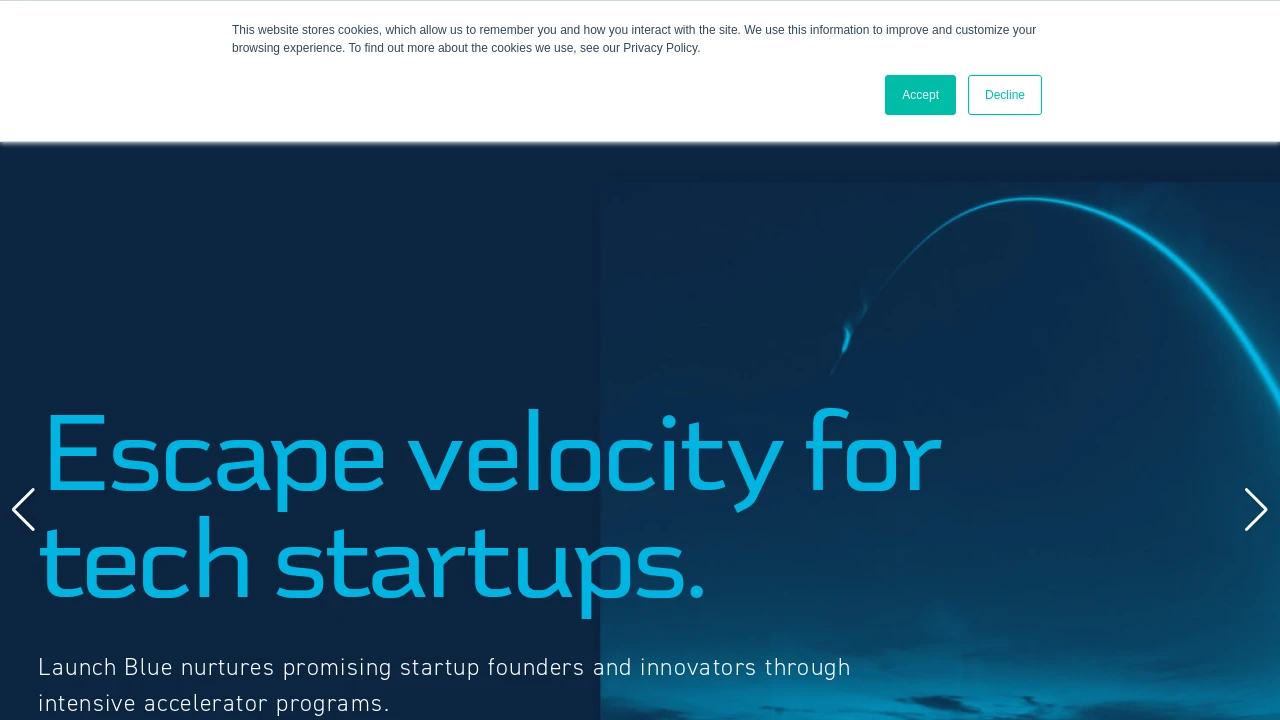 This website stores cookies, which allow us to remember you and how you interact with the site. We use this information to improve and customize your
browsing experience. To find out more about the cookies we use, see our Privacy Policy.
Accept
Decline
Escape velocity for
tech startups.
Launch Blue nurtures promising startup founders and innovators through
intensive accelerator programs.